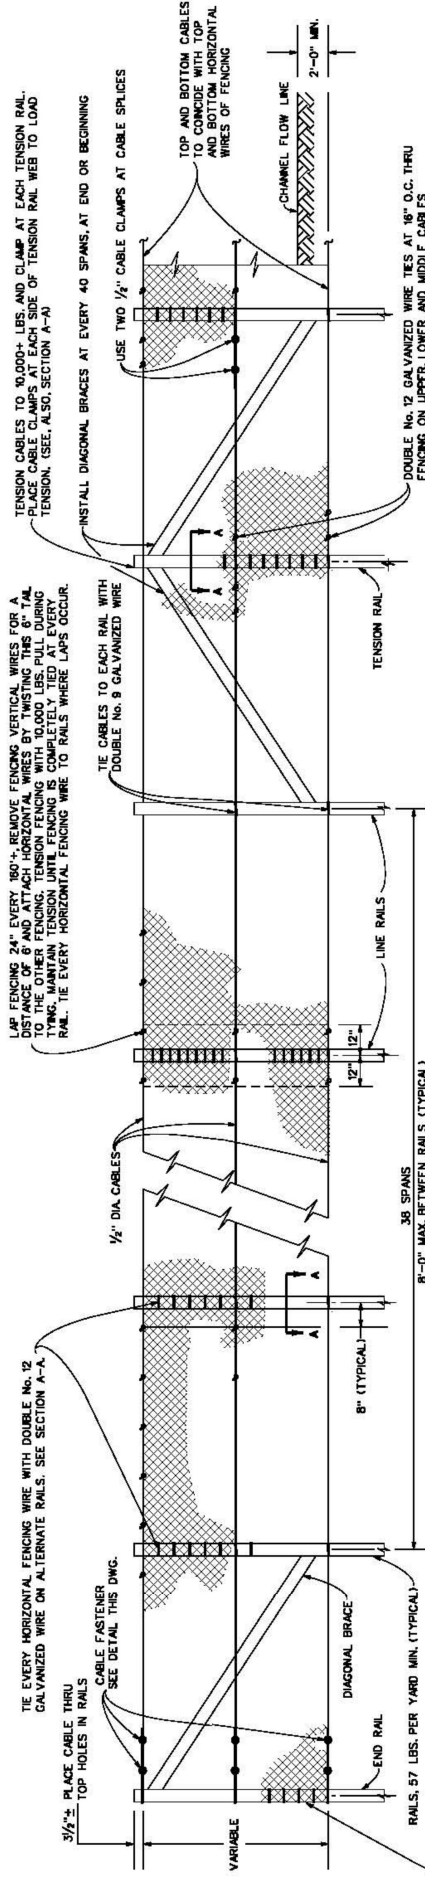 TIE EVERY HORIZONTAL FENCING WIRE WITH DOUBLE No. 12
GALVANIZED WIRE ON ALTERNATE RAILS. SEE SECTION A-A.
3½"± PLACE CABLE THRU
TOP HOLES IN RAILS
CABLE FASTENER
SEE DETAIL THIS DWG.
VARIABLE
END RAIL
DIAGONAL BRACE
RAILS, 57 LBS. PER YARD MIN. (TYPICAL)
8" (TYPICAL)
A
A
½" DIA. CABLES
38 SPANS
8'-0" MAX. BETWEEN RAILS (TYPICAL)
LAP FENCING 24" EVERY 160'+, REMOVE FENCING VERTICAL WIRES FOR A
DISTANCE OF 6' AND ATTACH HORIZONTAL WIRES BY TWISTING THIS 6" TAIL
TO THE OTHER FENCING. TENSION FENCING WITH 10,000 LBS. PULL DURING
TYING. MAINTAIN TENSION UNTIL FENCING IS COMPLETELY TIED AT EVERY
RAIL. TIE EVERY HORIZONTAL FENCING WIRE TO RAILS WHERE LAPS OCCUR.
12"
12"
LINE RAILS
TIE CABLES TO EACH RAIL WITH
DOUBLE No. 9 GALVANIZED WIRE
TENSION CABLES TO 10,000+ LBS. AND CLAMP AT EACH TENSION RAIL.
PLACE CABLE CLAMPS AT EACH SIDE OF TENSION RAIL WEB TO LOAD
TENSION. (SEE, ALSO, SECTION A-A)
INSTALL DIAGONAL BRACES AT EVERY 40 SPANS, AT END OR BEGINNING
USE TWO ½" CABLE CLAMPS AT CABLE SPLICES
A
A
TENSION RAIL
DOUBLE No. 12 GALVANIZED WIRE TIES AT 16" O.C. THRU
FENCING ON UPPER, LOWER AND MIDDLE CABLES
TOP AND BOTTOM CABLES
TO COINCIDE WITH TOP
AND BOTTOM HORIZONTAL
WIRES OF FENCING
CHANNEL FLOW LINE
2'-0" MIN.